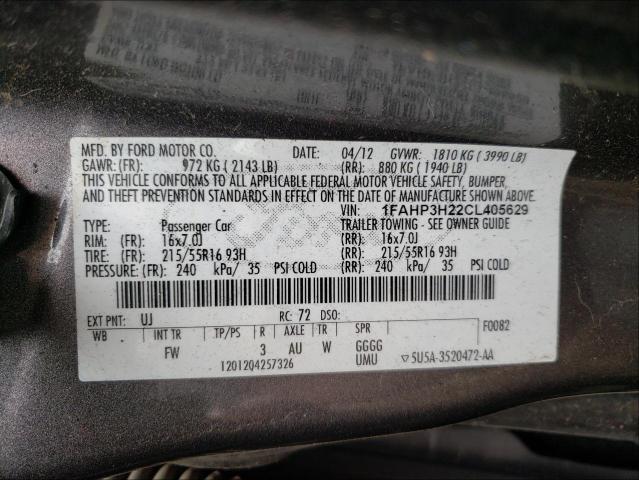 MFD. BY FORD MOTOR CO. DATE: 04/12 GVWR: 1810 KG ( 3990 LB)
GAWR: (FR): 972 KG ( 2143 LB) (RR): 880 KG ( 1940 LB)
THIS VEHICLE CONFORMS TO ALL APPLICABLE FEDERAL MOTOR VEHICLE SAFETY, BUMPER,
AND THEFT PREVENTION STANDARDS IN EFFECT ON THE DATE OF MANUFACTURE SHOWN ABOVE.
VIN: 1FAHP3H22CL405629
TYPE: Passenger Car TRAILER TOWING - SEE OWNER GUIDE
RIM: (FR): 16x7.0J (RR): 16x7.0J
TIRE: (FR): 215/55R16 93H (RR): 215/55R16 93H
PRESSURE: (FR): 240 kPa/ 35 PSI COLD (RR): 240 kPa/ 35 PSI COLD
EXT PNT: UJ RC: 72 DSO: F0082
WB INT TR TP/PS R AXLE TR SPR
FW 3 AU W GGGG
1201204257326 UMU ▽5U5A-3520472-AA